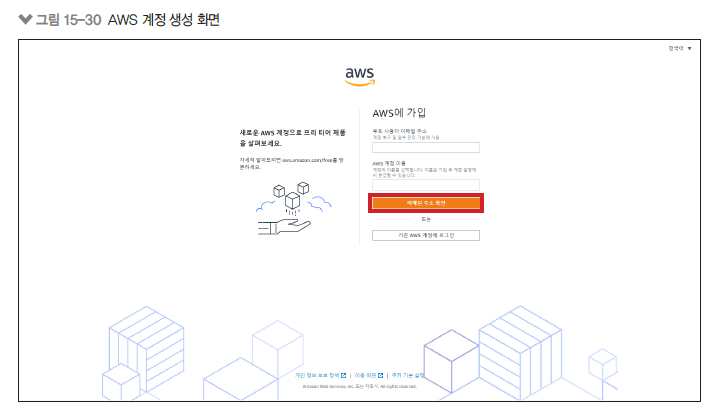 그림 15-30 AWS 계정 생성 화면
한국어
aws
새로운 AWS 계정으로 프리 티어 제품
을 살펴보세요.
자세히 알아보려면 aws.amazon.com/free를 방
문하세요.
AWS에 가입
루트 사용자 이메일 주소
계정 복구 및 일부 관리 기능에 사용
AWS 계정 이름
계정의 이름을 선택합니다. 이름은 가입 후 계정 설정에
서 변경할 수 있습니다.
이메일 주소 확인
또는
기존 AWS 계정에 로그인
개인 정보 보호 정책 | 이용 약관 | 쿠키 기본 설정
Amazon Web Services, Inc. 또는 자회사. All rights reserved.